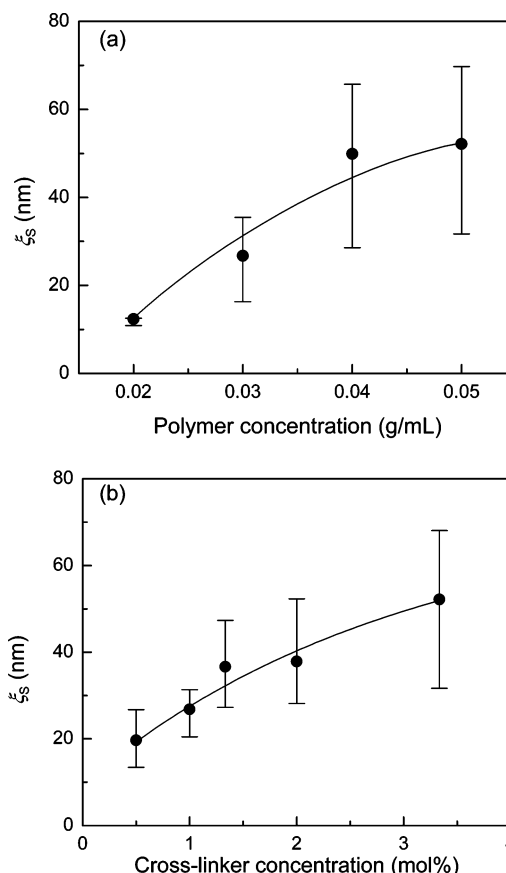 (a)
80
60
40
20
0
ξS (nm)
0.02 0.03 0.04 0.05
Polymer concentration (g/mL)
(b)
80
60
40
20
0
ξS (nm)
0 1 2 3 4
Cross-linker concentration (mol%)